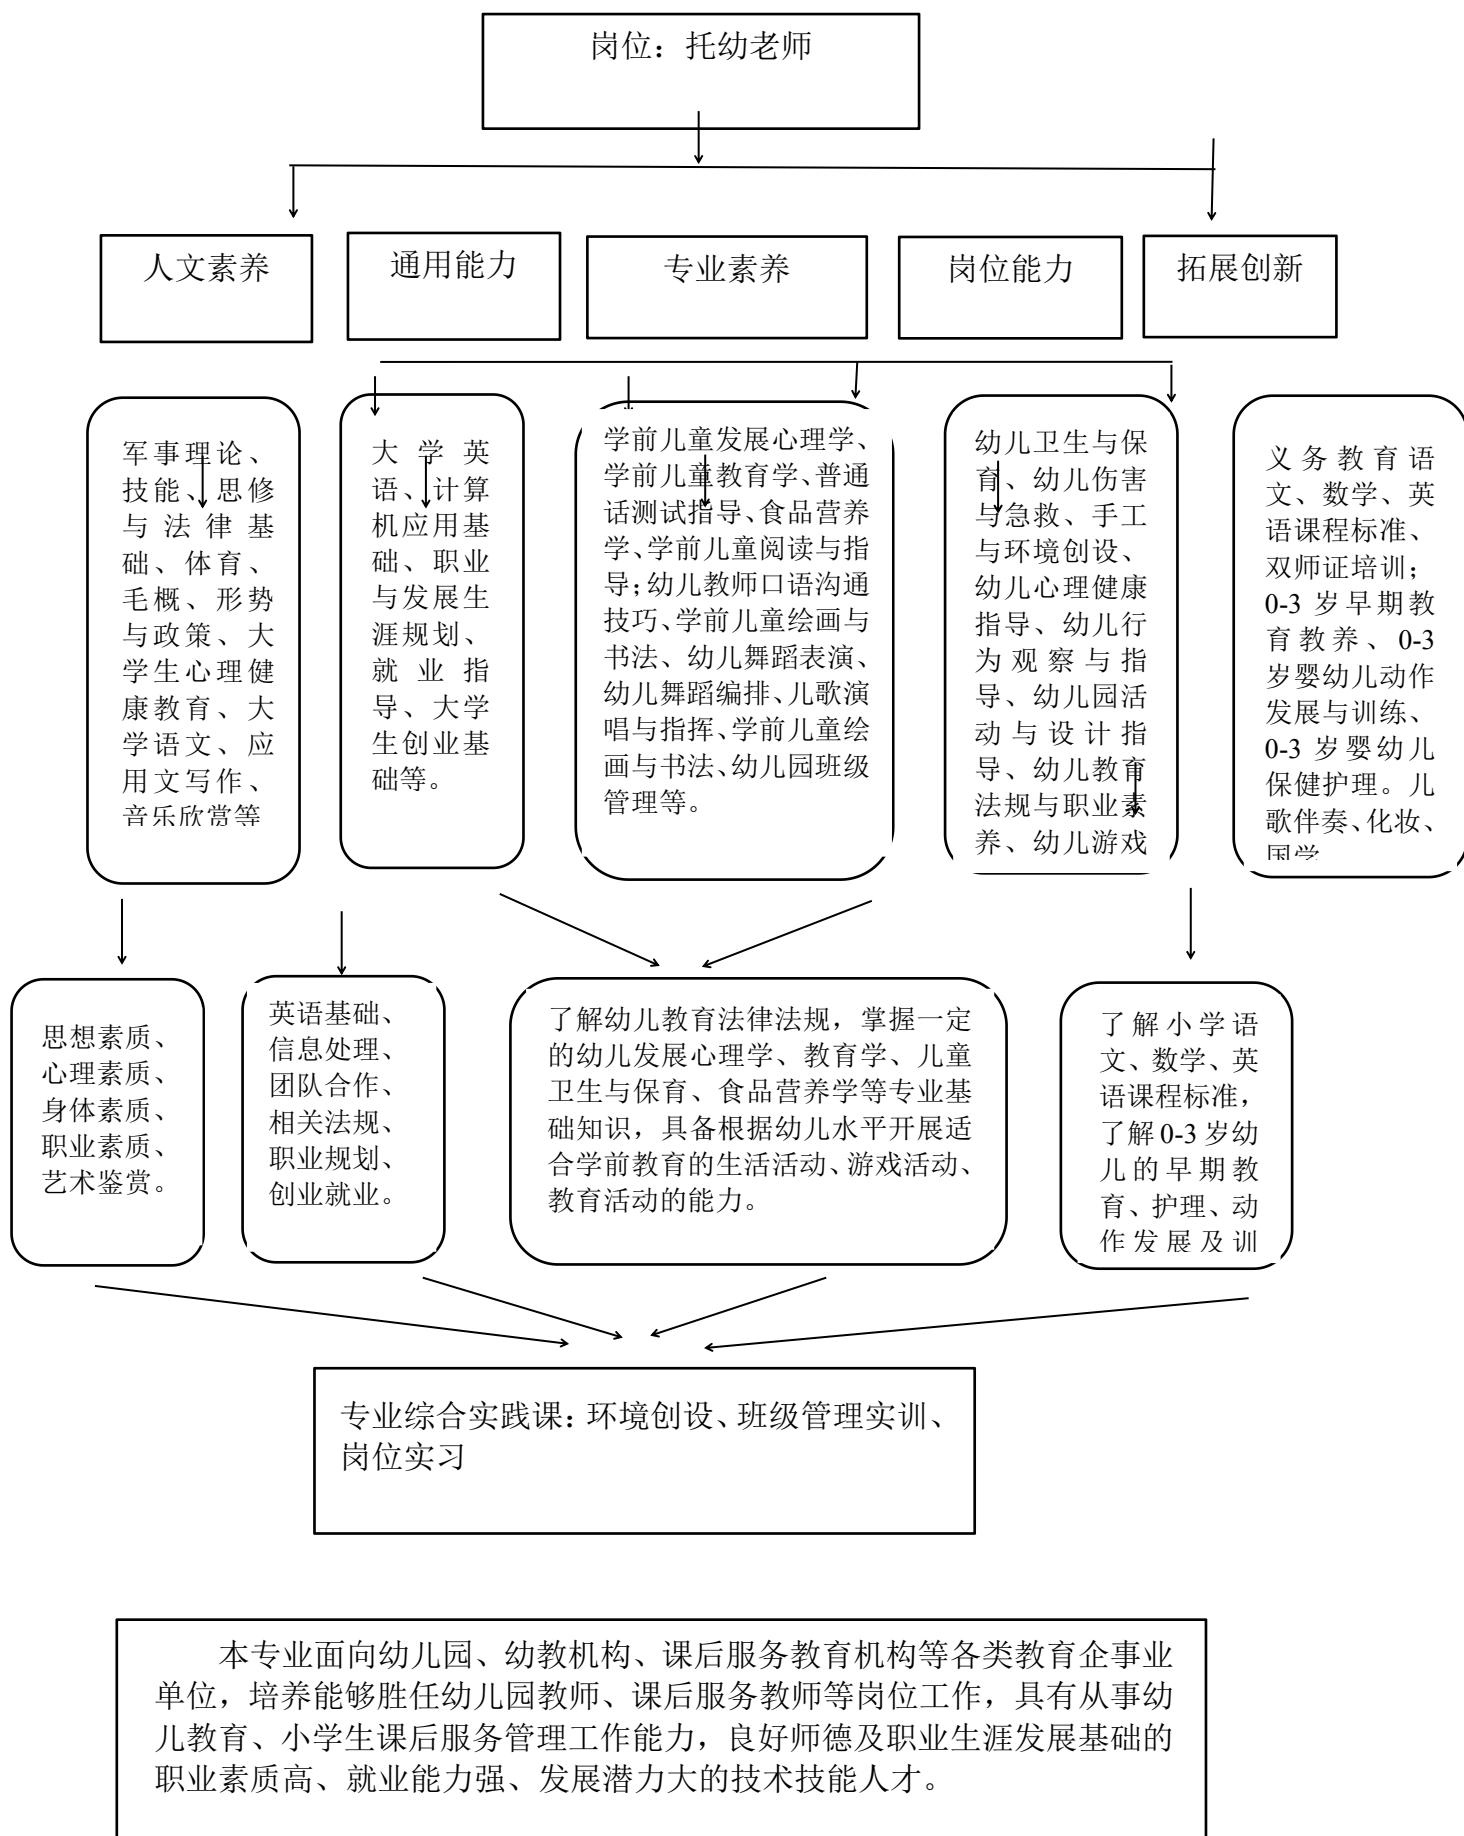 岗位：托幼老师
人文素养
通用能力
专业素养
岗位能力
拓展创新
军事理论、
技能、思修
与法律基
础、体育、
毛概、形势
与政策、大
学生心理健
康教育、大
学语文、应
用文写作、
音乐欣赏等
大学英
语、计算
机应用基
础、职业
与发展生
涯规划、
就业指
导、大学
生创业基
础等。
学前儿童发展心理学、
学前儿童教育学、普通
话测试指导、食品营养
学、学前儿童阅读与指
导；幼儿教师口语沟通
技巧、学前儿童绘画与
书法、幼儿舞蹈表演、
幼儿舞蹈编排、儿歌演
唱与指挥、学前儿童绘
画与书法、幼儿园班级
管理等。
幼儿卫生与保
育、幼儿伤害
与急救、手工
与环境创设、
幼儿心理健康
指导、幼儿行
为观察与指
导、幼儿园活
动与设计指
导、幼儿教育
法规与职业素
养、幼儿游戏
义务教育语
文、数学、英
语课程标准、
双师证培训；
0-3 岁早期教
育教养、0-3
岁婴幼儿动作
发展与训练、
0-3 岁婴幼儿
保健护理。儿
歌伴奏、化妆、
国学
思想素质、
心理素质、
身体素质、
职业素质、
艺术鉴赏。
英语基础、
信息处理、
团队合作、
相关法规、
职业规划、
创业就业。
了解幼儿教育法律法规，掌握一定
的幼儿发展心理学、教育学、儿童
卫生与保育、食品营养学等专业基
础知识，具备根据幼儿水平开展适
合学前教育的生活活动、游戏活动、
教育活动的能力。
了解小学语
文、数学、英
语课程标准，
了解 0-3 岁幼
儿的早期教
育、护理、动
作发展及训
专业综合实践课：环境创设、班级管理实训、
岗位实习
本专业面向幼儿园、幼教机构、课后服务教育机构等各类教育企事业
单位，培养能够胜任幼儿园教师、课后服务教师等岗位工作，具有从事幼
儿教育、小学生课后服务管理工作能力，良好师德及职业生涯发展基础的
职业素质高、就业能力强、发展潜力大的技术技能人才。